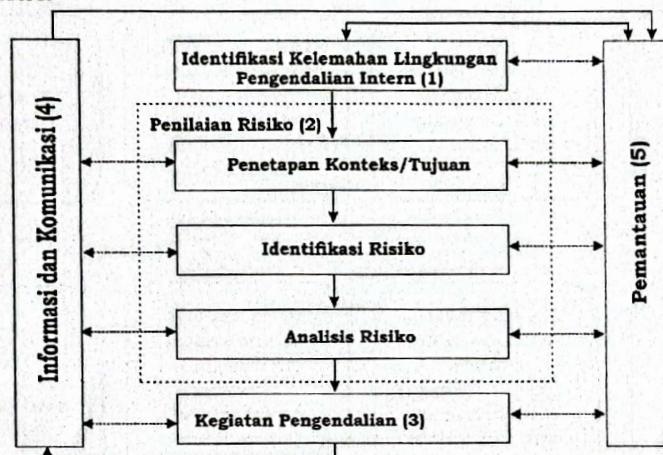 Identifikasi Kelemahan Lingkungan
Pengendalian Intern (1)
Penilaian Risiko (2)
Penetapan Konteks/Tujuan
Identifikasi Risiko
Analisis Risiko
Kegiatan Pengendalian (3)
Informasi dan Komunikasi (4)
Pemantauan (5)